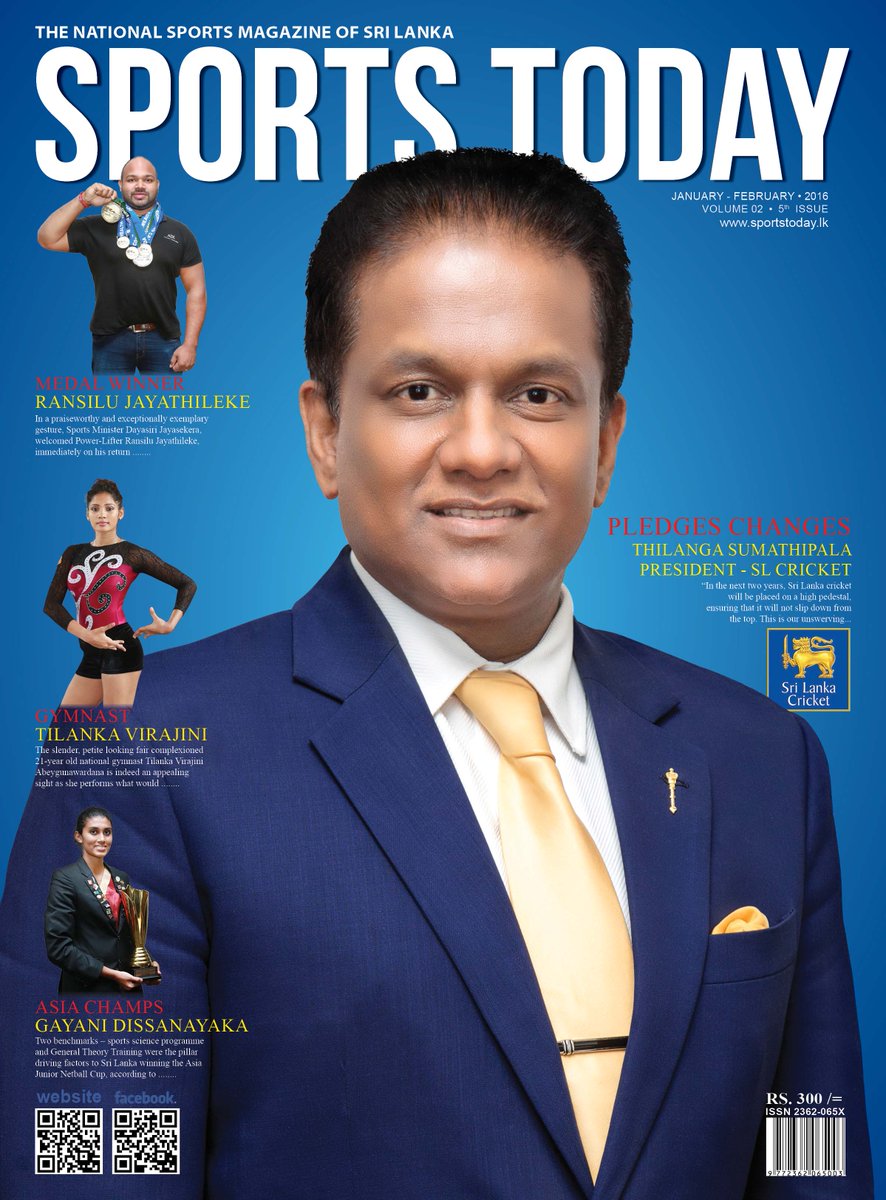 THE NATIONAL SPORTS MAGAZINE OF SRI LANKA
SPORTS TODAY
JANUARY - FEBRUARY • 2016
VOLUME 02 • 5th ISSUE
www.sportstoday.lk
MEDAL WINNER
RANSILU JAYATHILEKE
In a praiseworthy and exceptionally exemplary
gesture, Sports Minister Dayasiri Jayasekera,
welcomed Power-Lifter Ransilu Jayathileke,
immediately on his return ........
PLEDGES CHANGES
THILANGA SUMATHIPALA
PRESIDENT - SL CRICKET
“In the next two years, Sri Lanka cricket
will be placed on a high pedestal,
ensuring that it will not slip down from
the top. This is our unswerving...
Sri Lanka
Cricket
GYMNAST
TILANKA VIRAJINI
The slender, petite looking fair complexioned
21-year old national gymnast Tilanka Virajini
Abeygunawardana is indeed an appealing
sight as she performs what would ........
ASIA CHAMPS
GAYANI DISSANAYAKA
Two benchmarks – sports science programme
and General Theory Training were the pillar
driving factors to Sri Lanka winning the Asia
Junior Netball Cup, according to ........
website facebook.
RS. 300 /=
ISSN 2362-065X
9 772362 065003